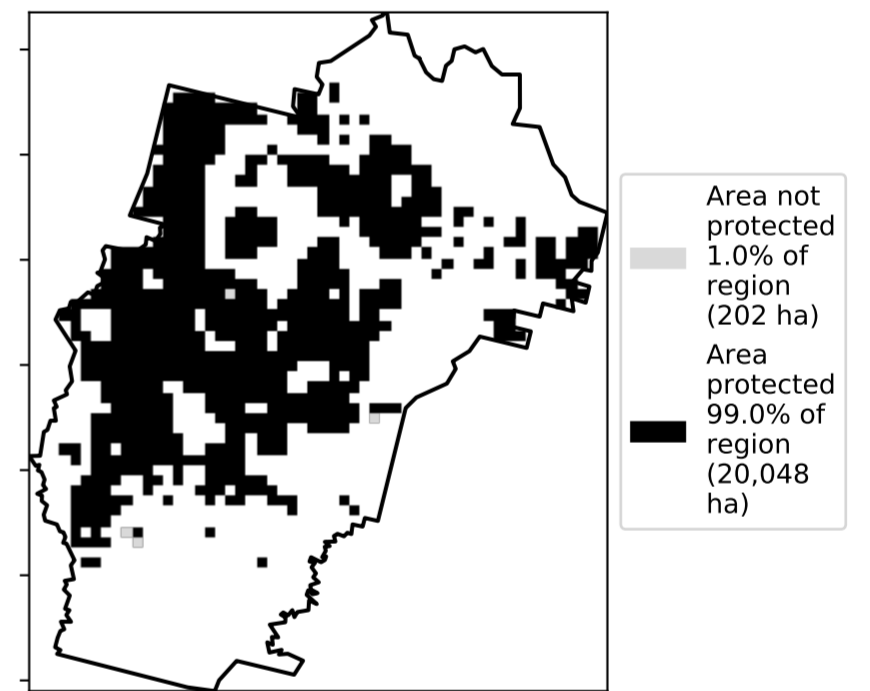 Area not
protected
1.0% of
region
(202 ha)
Area
protected
99.0% of
region
(20,048
ha)